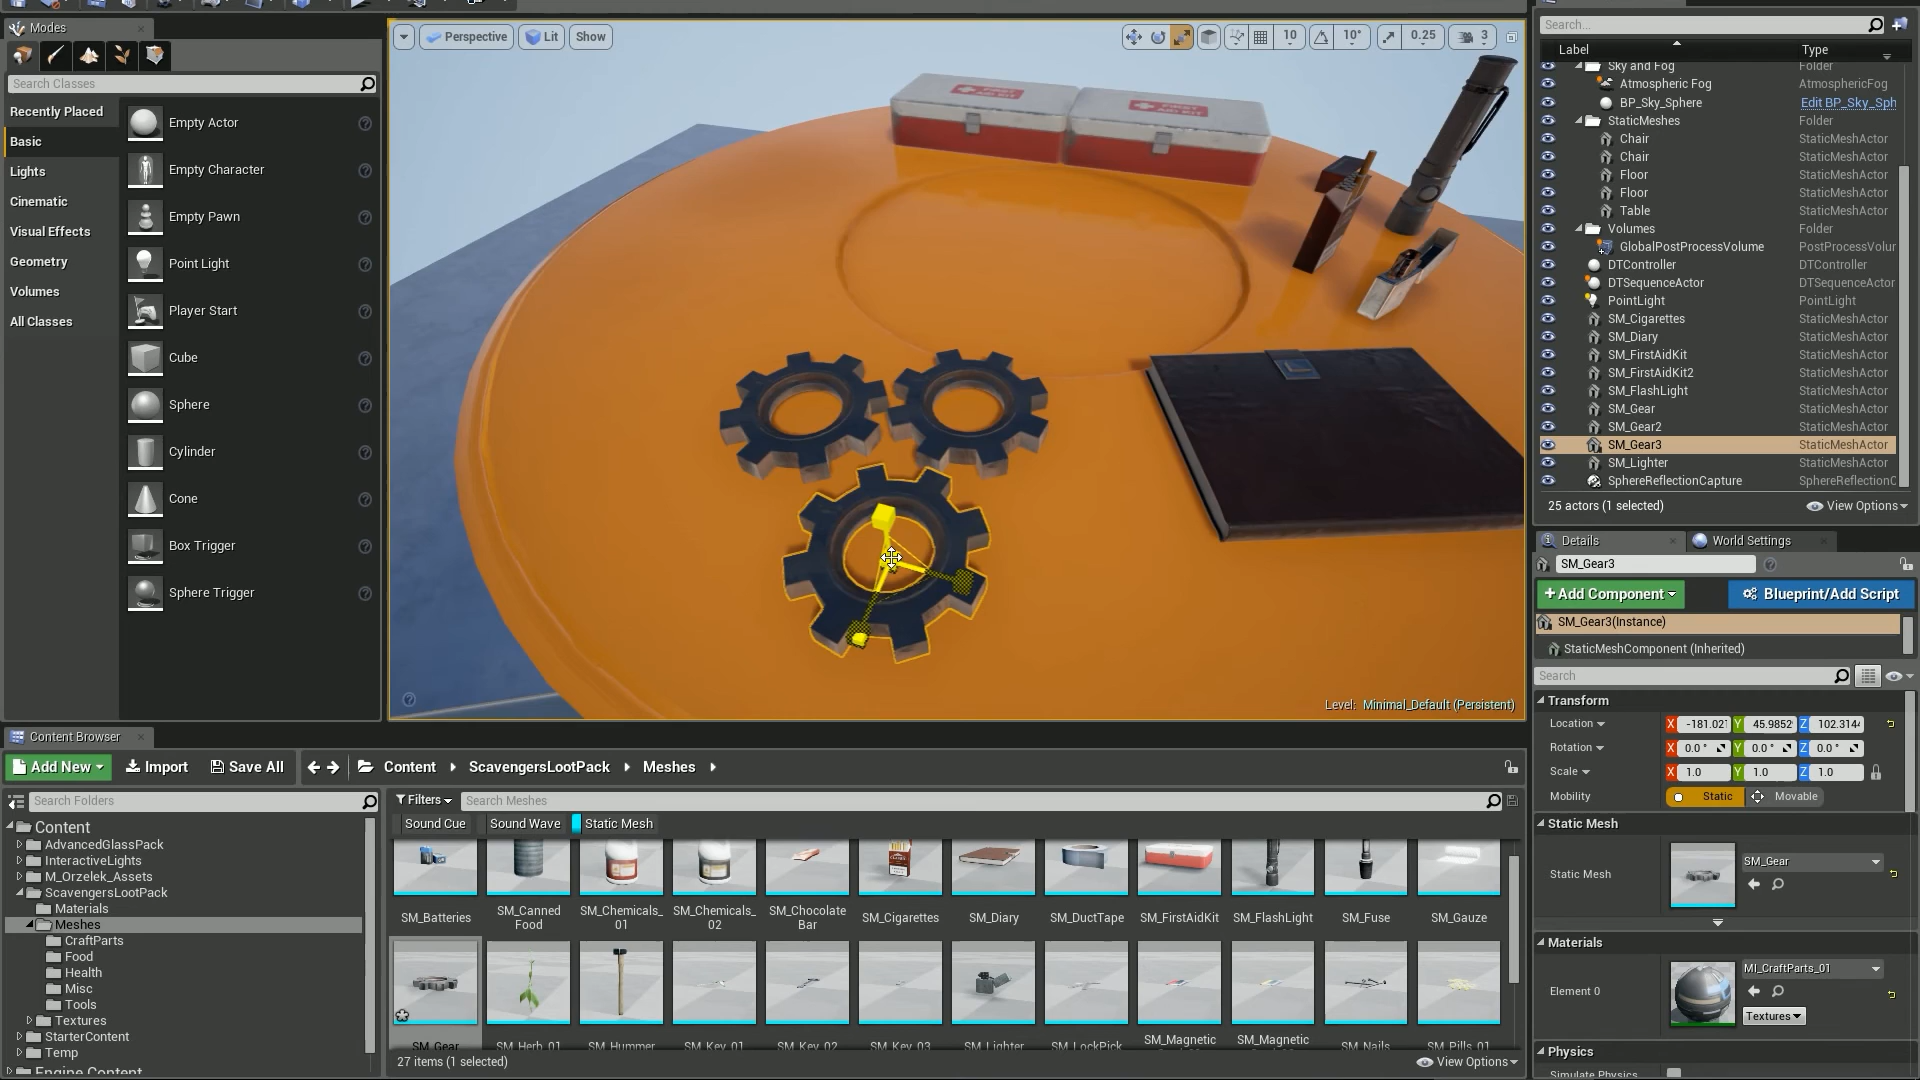 Modes
Search Classes
Recently Placed
Basic
Lights
Cinematic
Visual Effects
Geometry
Volumes
All Classes
Empty Actor
Empty Character
Empty Pawn
Point Light
Player Start
Cube
Sphere
Cylinder
Cone
Box Trigger
Sphere Trigger
Perspective
Lit
Show
10
10°
0.25
3
Level: Minimal_Default (Persistent)
Search...
Label Type
Sky and Fog Folder
Atmospheric Fog AtmosphericFog
BP_Sky_Sphere Edit BP_Sky_Sph
StaticMeshes Folder
Chair StaticMeshActor
Chair StaticMeshActor
Floor StaticMeshActor
Floor StaticMeshActor
Table StaticMeshActor
Volumes Folder
GlobalPostProcessVolume PostProcessVolur
DTController DTController
DTSequenceActor DTSequenceActor
PointLight PointLight
SM_Cigarettes StaticMeshActor
SM_Diary StaticMeshActor
SM_FirstAidKit StaticMeshActor
SM_FirstAidKit2 StaticMeshActor
SM_FlashLight StaticMeshActor
SM_Gear StaticMeshActor
SM_Gear2 StaticMeshActor
SM_Gear3 StaticMeshActor
SM_Lighter StaticMeshActor
SphereReflectionCapture SphereReflectionC
25 actors (1 selected) View Options
Details World Settings
SM_Gear3
+Add Component Blueprint/Add Script
SM_Gear3(Instance)
StaticMeshComponent (Inherited)
Search
Transform
Location X -181.02 Y 45.9852 Z 102.314
Rotation X 0.0 ° Y 0.0 ° Z 0.0 °
Scale X 1.0 Y 1.0 Z 1.0
Mobility Static Movable
Static Mesh
Static Mesh SM_Gear
Materials
Element 0 MI_CraftParts_01
Textures
Physics
Simulate Physics
Content Browser
Add New Import Save All Content ScavengersLootPack Meshes
Search Folders
Content
AdvancedGlassPack
InteractiveLights
M_Orzelek_Assets
ScavengersLootPack
Materials
Meshes
CraftParts
Food
Health
Misc
Tools
Textures
StarterContent
Temp
Engine Content
Filters Search Meshes
Sound Cue Sound Wave Static Mesh
SM_Batteries SM_Canned Food SM_Chemicals_01 SM_Chemicals_02 SM_Chocolate Bar SM_Cigarettes SM_Diary SM_DuctTape SM_FirstAidKit SM_FlashLight SM_Fuse SM_Gauze
SM_Gear SM_Herb_01 SM_Hummer SM_Key_01 SM_Key_02 SM_Key_03 SM_Lighter SM_LockPick SM_Magnetic SM_Magnetic SM_Nails SM_Pills_01
27 items (1 selected) View Options